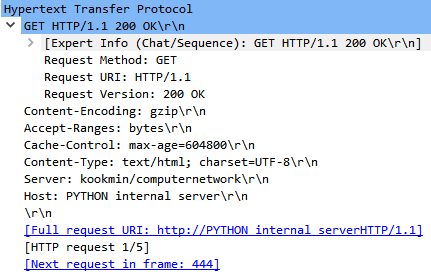 Hypertext Transfer Protocol
GET HTTP/1.1 200 OK\r\n
[Expert Info (Chat/Sequence): GET HTTP/1.1 200 OK\r\n]
Request Method: GET
Request URI: HTTP/1.1
Request Version: 200 OK
Content-Encoding: gzip\r\n
Accept-Ranges: bytes\r\n
Cache-Control: max-age=604800\r\n
Content-Type: text/html; charset=UTF-8\r\n
Server: kookmin/computernetwork\r\n
Host: PYTHON internal server\r\n
\r\n
[Full request URI: http://PYTHON internal serverHTTP/1.1]
[HTTP request 1/5]
[Next request in frame: 444]